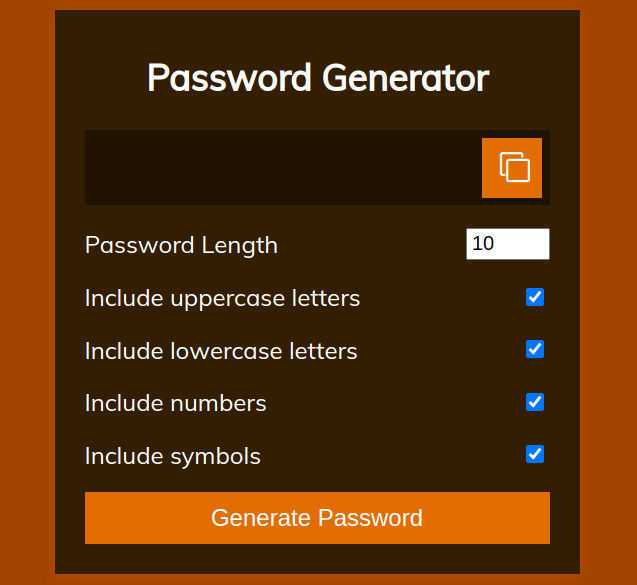 Password Generator
Password Length 10
Include uppercase letters
Include lowercase letters
Include numbers
Include symbols
Generate Password